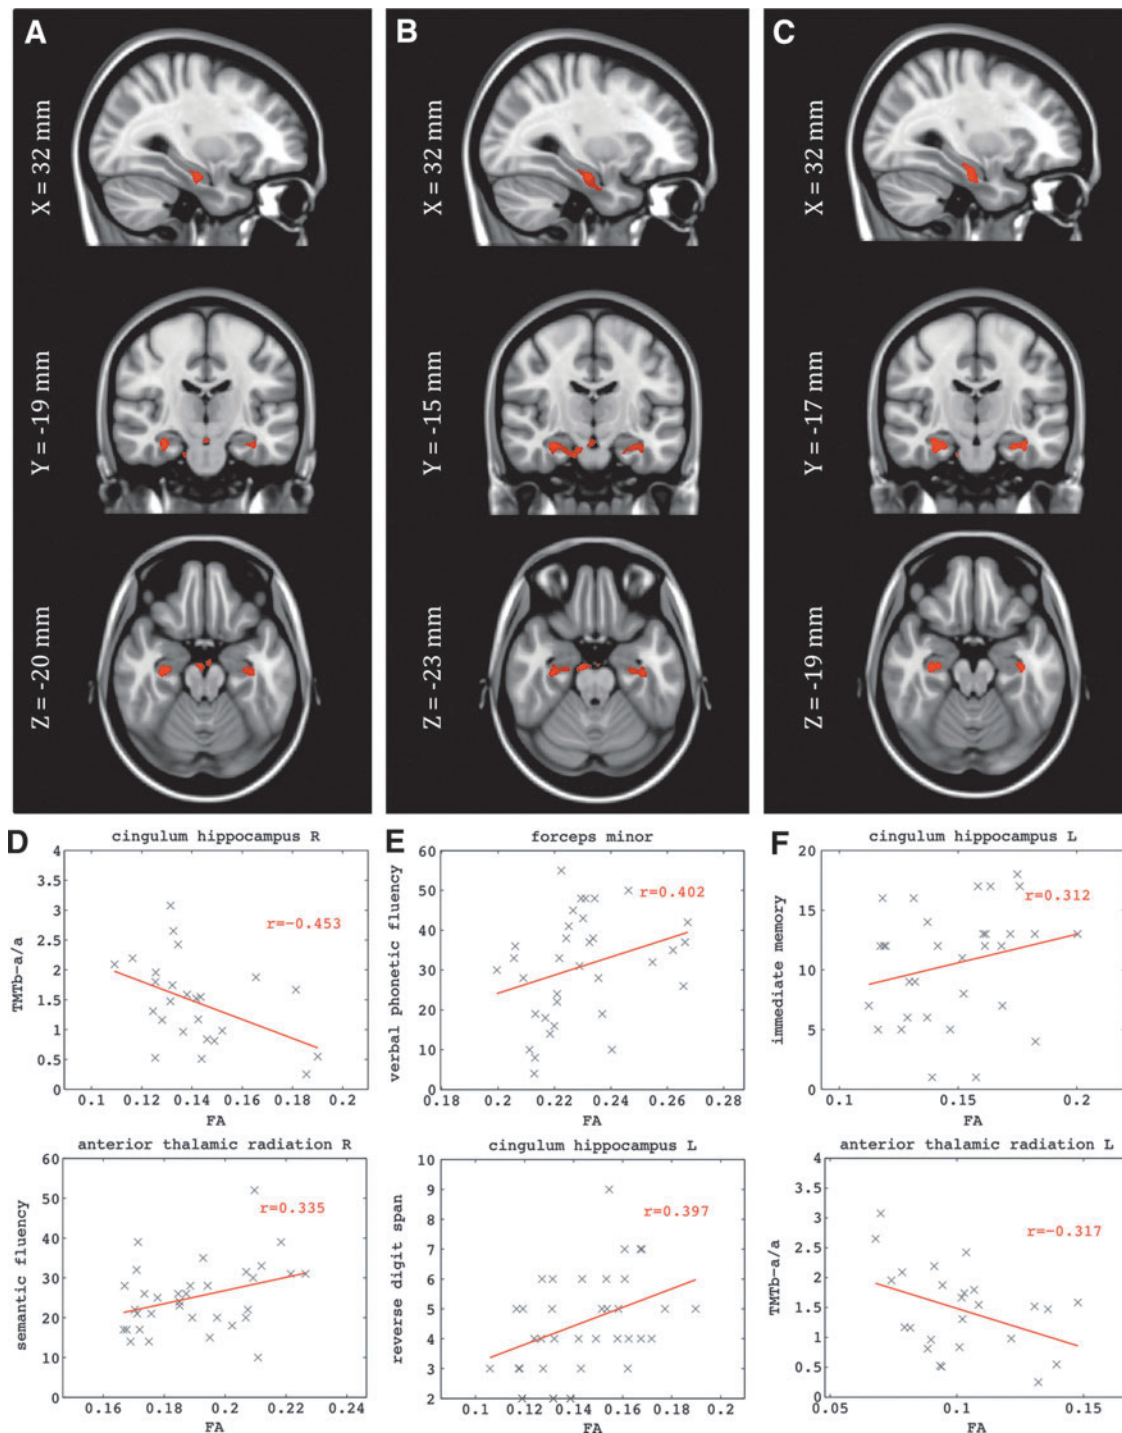 A
B
C
X = 32 mm
X = 32 mm
X = 32 mm
Y = -19 mm
Y = -15 mm
Y = -17 mm
Z = -20 mm
Z = -23 mm
Z = -19 mm
D
cingulum hippocampus R
4
3.5
3
2.5
2
1.5
1
0.5
0
TMTb-a/a
r=-0.453
0.1 0.12 0.14 0.16 0.18 0.2
FA
E
forceps minor
60
50
40
30
20
10
0
verbal phonetic fluency
r=0.402
0.18 0.2 0.22 0.24 0.26 0.28
FA
F
cingulum hippocampus L
20
15
10
5
0
immediate memory
r=0.312
0.1 0.15 0.2
FA
anterior thalamic radiation R
60
50
40
30
20
10
0
semantic fluency
r=0.335
0.16 0.18 0.2 0.22 0.24
FA
cingulum hippocampus L
10
9
8
7
6
5
4
3
2
reverse digit span
r=0.397
0.1 0.12 0.14 0.16 0.18 0.2
FA
anterior thalamic radiation L
4
3.5
3
2.5
2
1.5
1
0.5
0
TMTb-a/a
r=-0.317
0.05 0.1 0.15
FA